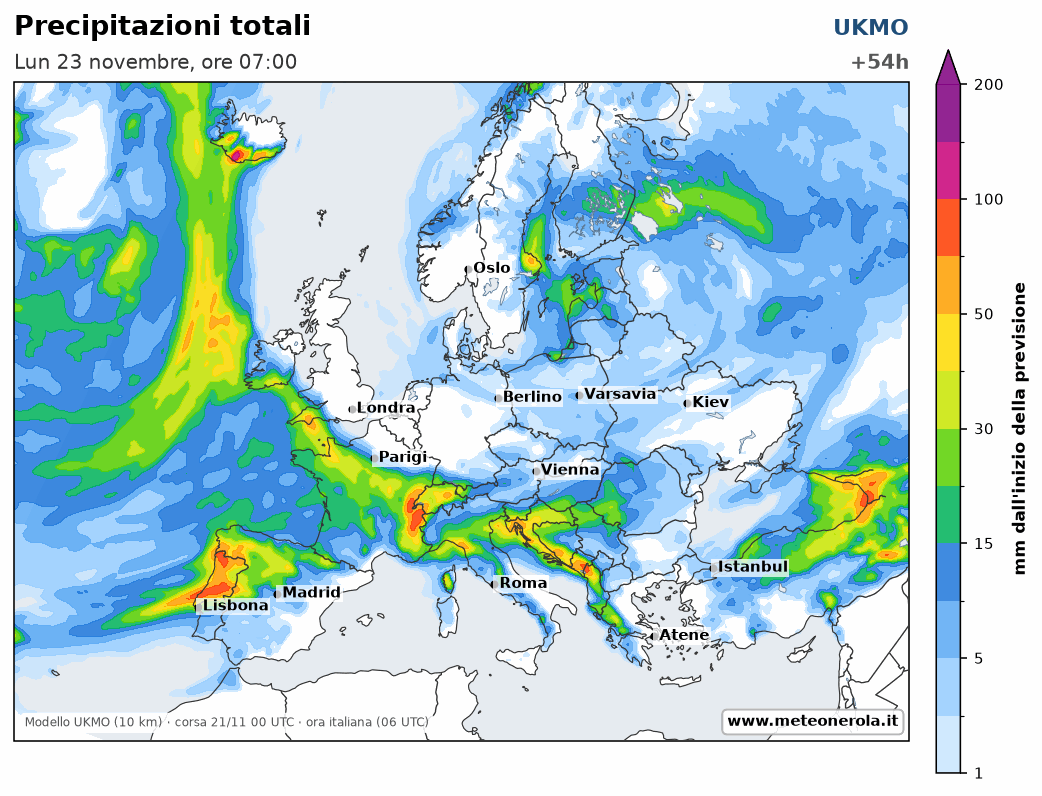 Precipitazioni totali
UKMO
Lun 23 novembre, ore 07:00
+54h
200
100
50
30
15
5
1
mm dall'inizio della previsione
Oslo
Londra
Berlino
Varsavia
Kiev
Parigi
Vienna
Istanbul
Roma
Madrid
Lisbona
Atene
Modello UKMO (10 km) · corsa 21/11 00 UTC · ora italiana (06 UTC)
www.meteonerola.it